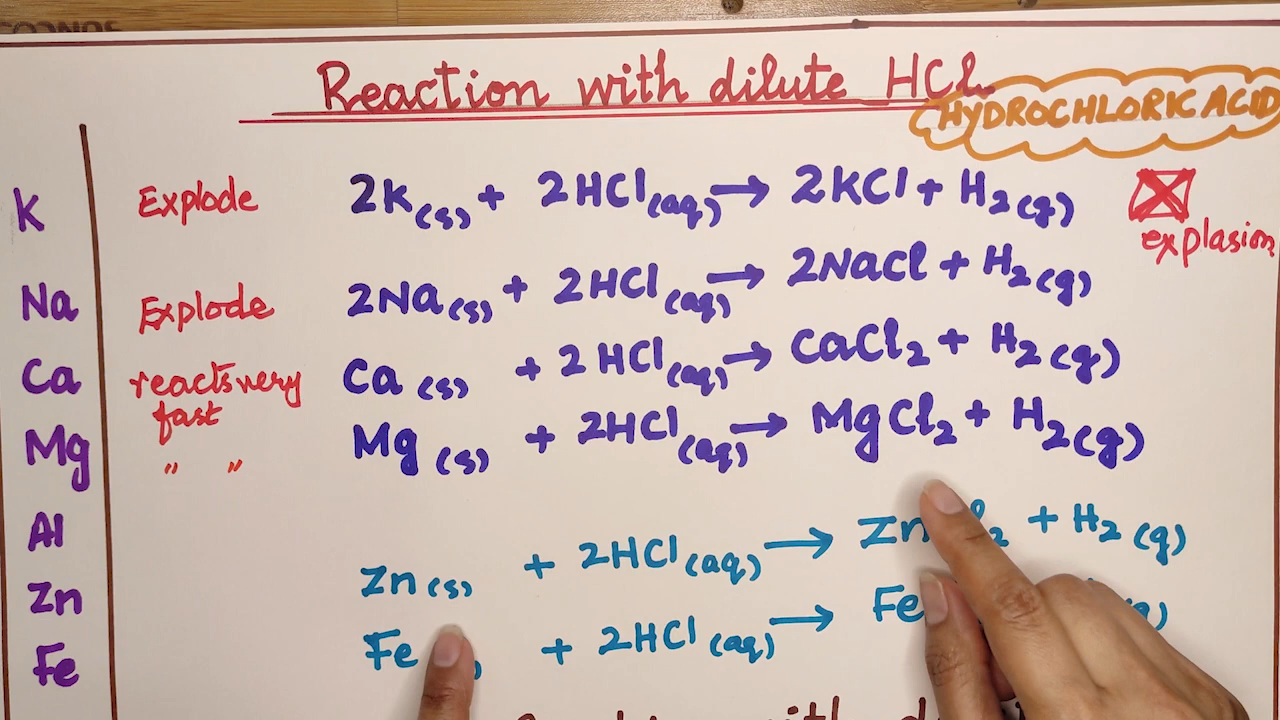 Reaction with dilute HCl
HYDROCHLORIC ACID
K Explode 2K(s) + 2HCl(aq) → 2KCl + H2(g)
explasion
Na Explode 2Na(s) + 2HCl(aq) → 2NaCl + H2(g)
Ca reacts very fast Ca(s) + 2HCl(aq) → CaCl2 + H2(g)
Mg " " Mg(s) + 2HCl(aq) → MgCl2 + H2(g)
Al
Zn Zn(s) + 2HCl(aq) → Zn + H2(g)
Fe Fe + 2HCl(aq) → Fe
with